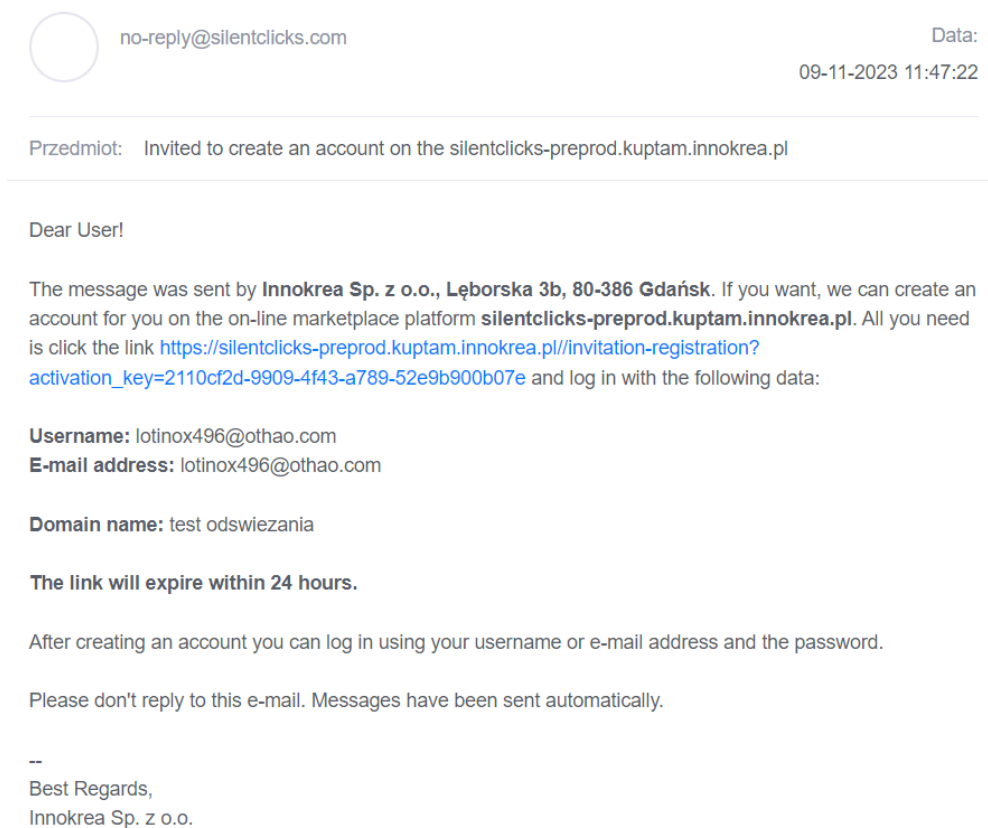 no-reply@silentclicks.com
Data:
09-11-2023 11:47:22
Przedmiot: Invited to create an account on the silentclicks-preprod.kuptam.innokrea.pl
Dear User!
The message was sent by Innokrea Sp. z o.o., Lęborska 3b, 80-386 Gdańsk. If you want, we can create an
account for you on the on-line marketplace platform silentclicks-preprod.kuptam.innokrea.pl. All you need
is click the link https://silentclicks-preprod.kuptam.innokrea.pl//invitation-registration?
activation_key=2110cf2d-9909-4f43-a789-52e9b900b07e and log in with the following data:
Username: lotinox496@othao.com
E-mail address: lotinox496@othao.com
Domain name: test odswiezania
The link will expire within 24 hours.
After creating an account you can log in using your username or e-mail address and the password.
Please don't reply to this e-mail. Messages have been sent automatically.
--
Best Regards,
Innokrea Sp. z o.o.